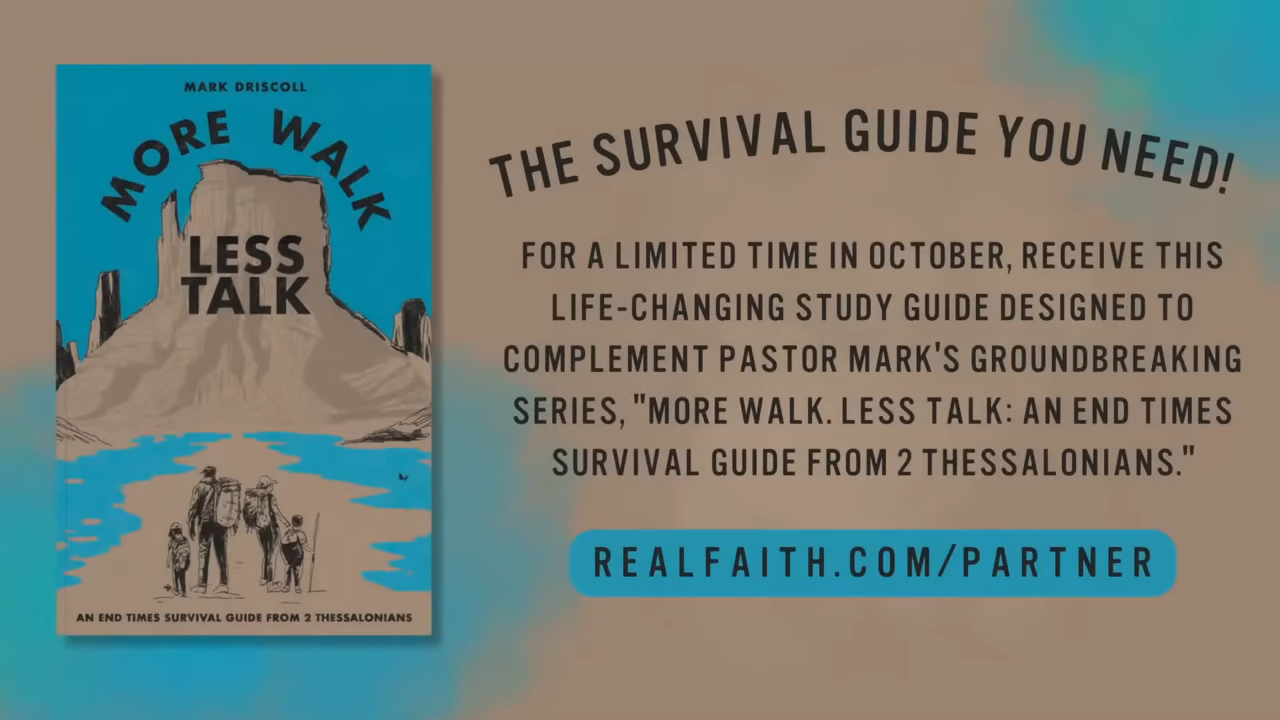 MARK DRISCOLL
MORE WALK
LESS
TALK
AN END TIMES SURVIVAL GUIDE FROM 2 THESSALONIANS
THE SURVIVAL GUIDE YOU NEED!
FOR A LIMITED TIME IN OCTOBER, RECEIVE THIS
LIFE-CHANGING STUDY GUIDE DESIGNED TO
COMPLEMENT PASTOR MARK'S GROUNDBREAKING
SERIES, "MORE WALK. LESS TALK: AN END TIMES
SURVIVAL GUIDE FROM 2 THESSALONIANS."
REALFAITH.COM/PARTNER